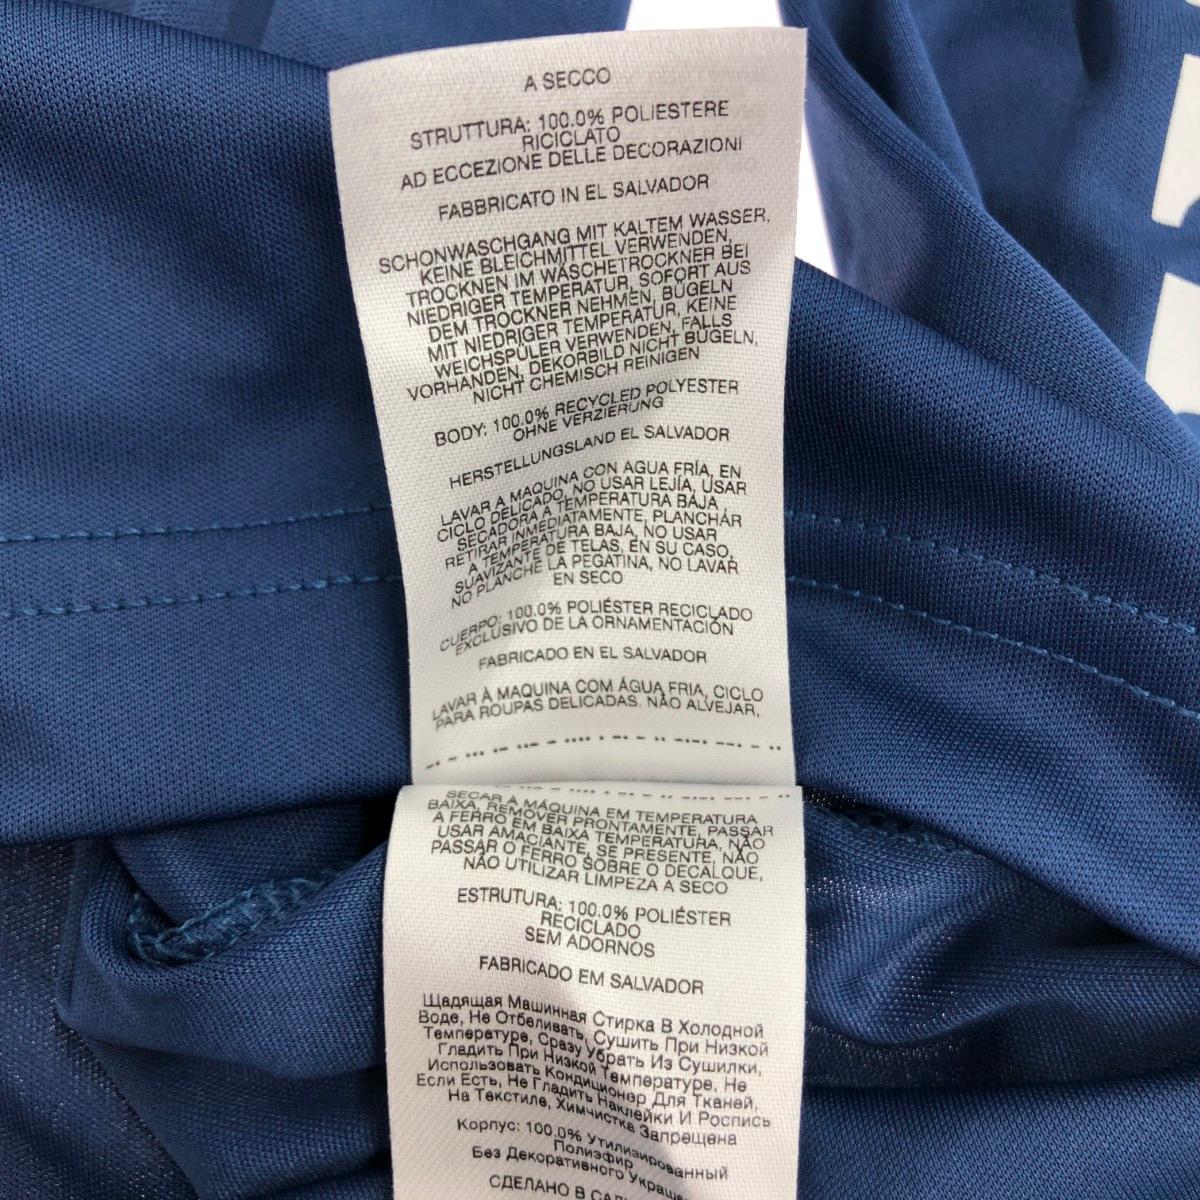 A SECCO
STRUTTURA: 100.0% POLIESTERE
RICICLATO
AD ECCEZIONE DELLE DECORAZIONI
FABBRICATO IN EL SALVADOR
SCHONWASCHGANG MIT KALTEM WASSER,
KEINE BLEICHMITTEL VERWENDEN,
TROCKNEN IM WÄSCHETROCKNER BEI
NIEDRIGER TEMPERATUR, SOFORT AUS
DEM TROCKNER NEHMEN, BÜGELN
MIT NIEDRIGER TEMPERATUR, KEINE
WEICHSPÜLER VERWENDEN, FALLS
VORHANDEN, DEKORBILD NICHT BÜGELN,
NICHT CHEMISCH REINIGEN
BODY: 100.0% RECYCLED POLYESTER
OHNE VERZIERUNG
HERSTELLUNGSLAND EL SALVADOR
LAVAR A MAQUINA CON AGUA FRÍA, EN
CICLO DELICADO, NO USAR LEJÍA, USAR
SECADORA A TEMPERATURA BAJA
RETIRAR INMEDIATAMENTE, PLANCHAR
A TEMPERATURA BAJA, NO USAR
SUAVIZANTE DE TELAS, EN SU CASO,
NO PLANCHE LA PEGATINA, NO LAVAR
EN SECO
CUERPO: 100.0% POLIÉSTER RECICLADO
EXCLUSIVO DE LA ORNAMENTACIÓN
FABRICADO EN EL SALVADOR
LAVAR À MAQUINA COM ÁGUA FRIA, CICLO
PARA ROUPAS DELICADAS. NÃO ALVEJAR,
SECAR À MÁQUINA EM TEMPERATURA
BAIXA, REMOVER PRONTAMENTE, PASSAR
A FERRO EM BAIXA TEMPERATURA, NÃO
USAR AMACIANTE, SE PRESENTE, NÃO
PASSAR O FERRO SOBRE O DECALQUE,
NÃO UTILIZAR LIMPEZA A SECO
ESTRUTURA: 100.0% POLIÉSTER
RECICLADO
SEM ADORNOS
FABRICADO EM SALVADOR
Щадящая Машинная Стирка В Холодной
Воде, Не Отбеливать, Сушить При Низкой
Температуре, Сразу Убрать Из Сушилки,
Гладить При Низкой Температуре, Не
Использовать Кондиционер Для Тканей,
Если Есть, Не Гладить Наклейки И Роспись
На Текстиле, Химчистка Запрещена
Корпус: 100.0% Утилизированный
Полиэфир
Без Декоративного
СДЕЛАНО В